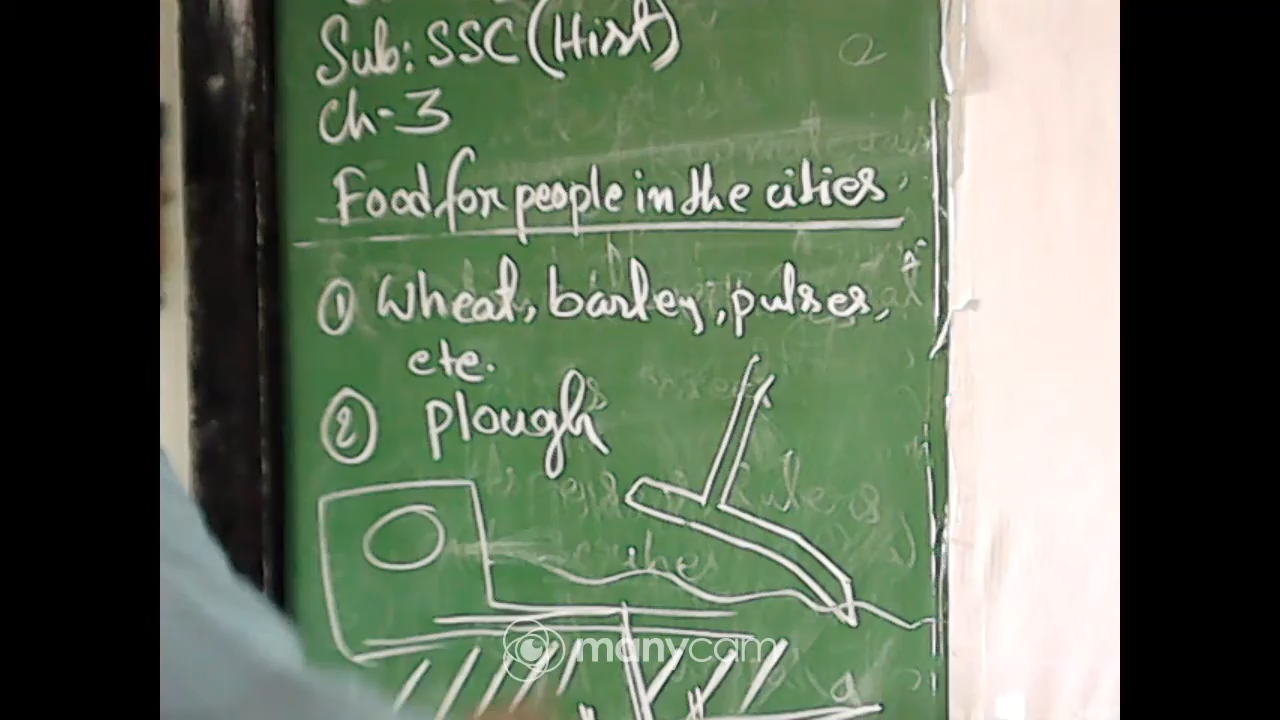 Sub: SSC (Hist)
Ch-3
Food for people in the cities
① Wheat, barley, pulses,
etc.
② Plough
manycam